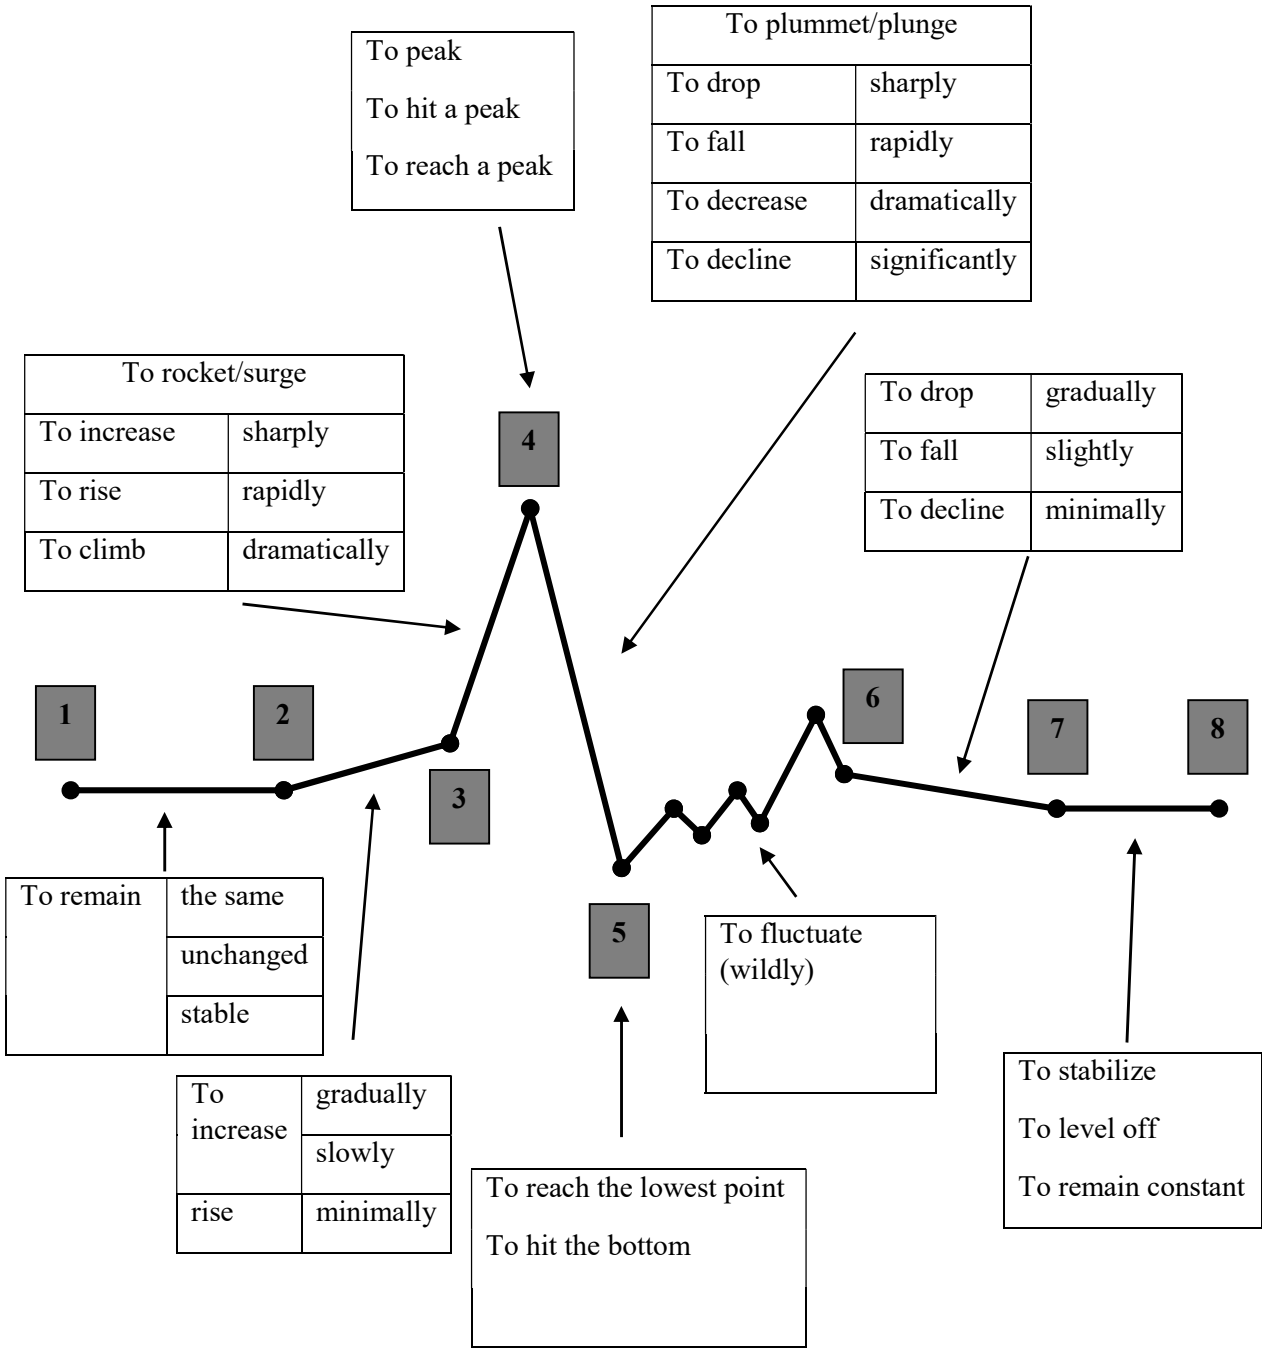 To plummet/plunge
To drop sharply
To fall rapidly
To decrease dramatically
To decline significantly
To peak
To hit a peak
To reach a peak
To rocket/surge
To increase sharply
To rise rapidly
To climb dramatically
To drop gradually
To fall slightly
To decline minimally
4
1
2
3
5
6
7
8
To remain the same
unchanged
stable
To
increase
gradually
slowly
rise minimally
To reach the lowest point
To hit the bottom
To fluctuate
(wildly)
To stabilize
To level off
To remain constant